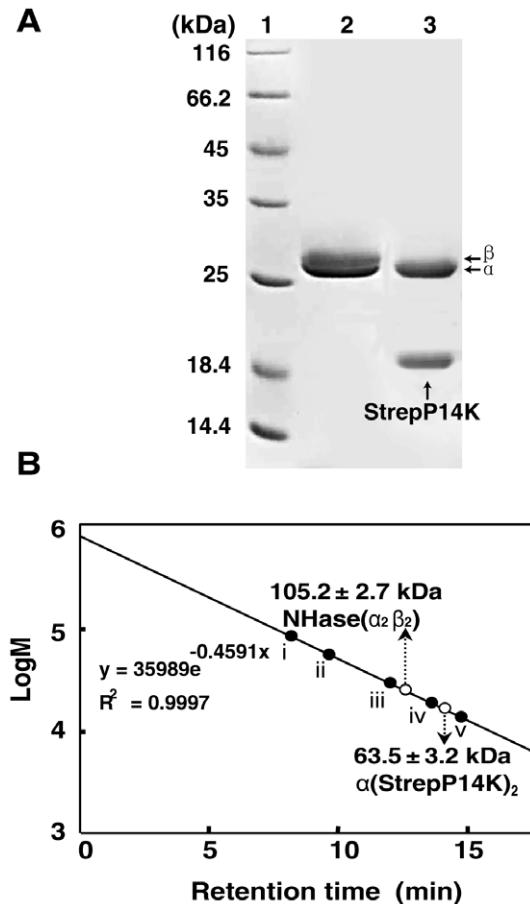 A
(kDa) 1 2 3
116
66.2
45
35
β
α
25
18.4
StrepP14K
14.4
B
6
105.2 ± 2.7 kDa
NHase(α₂ β₂)
5
-0.4591x
i
ii
y = 35989e
R² = 0.9997
iii
iv
v
LogM
4
63.5 ± 3.2 kDa
α(StrepP14K)₂
3
0 5 10 15
Retention time (min)